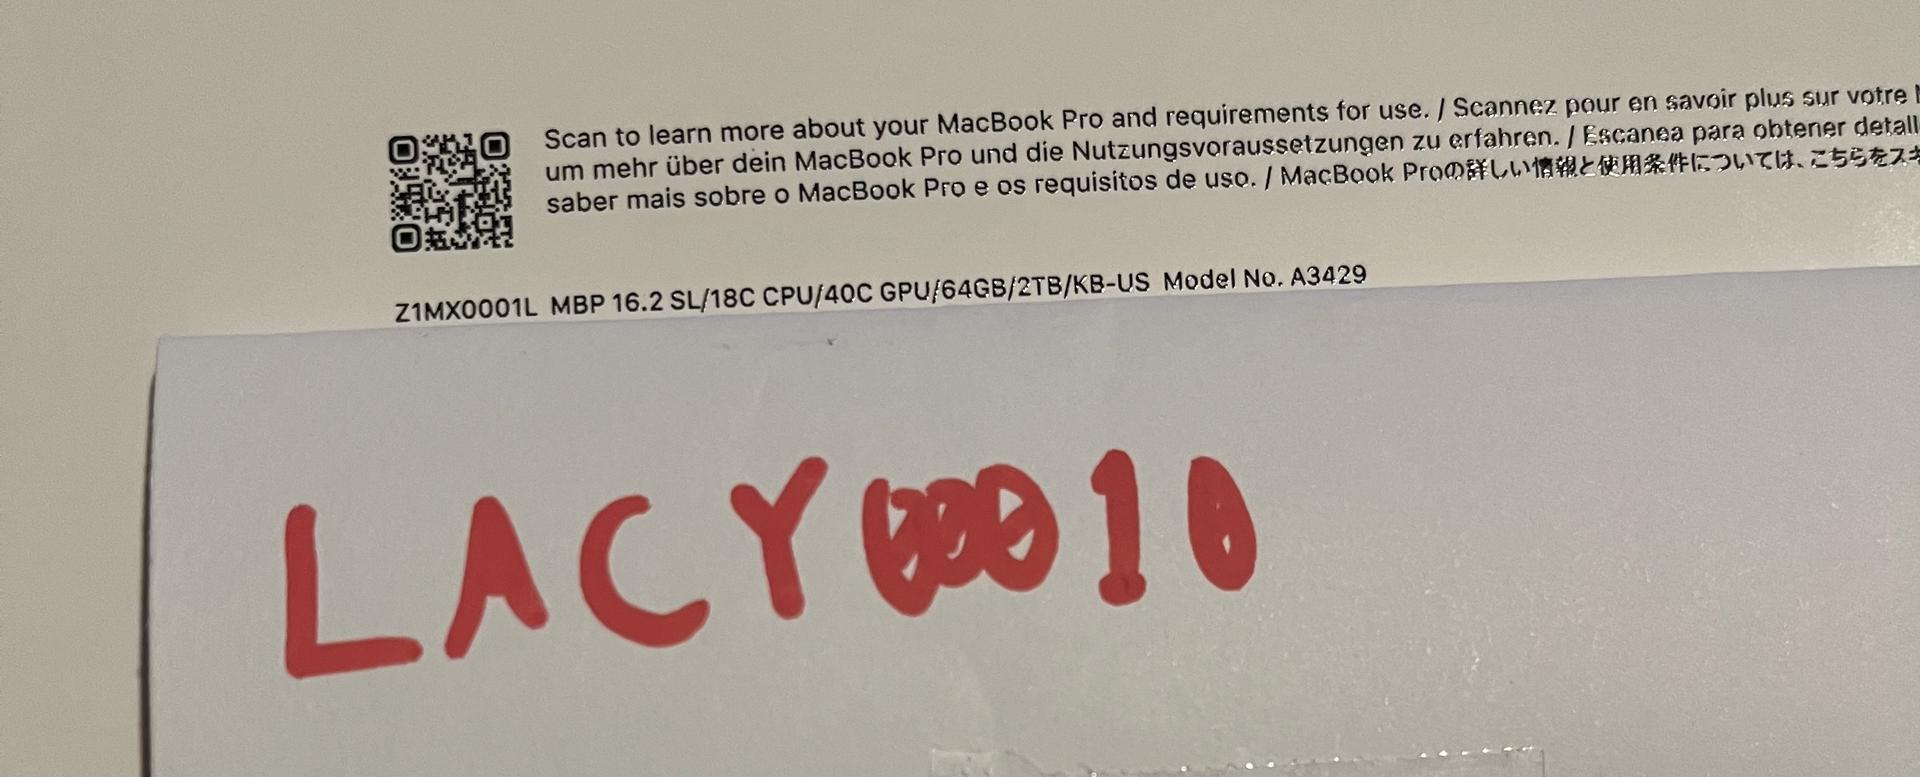 Scan to learn more about your MacBook Pro and requirements for use. / Scannez pour en savoir plus sur votre
um mehr über dein MacBook Pro und die Nutzungsvoraussetzungen zu erfahren. / Escanea para obtener detall
saber mais sobre o MacBook Pro e os requisitos de uso. / MacBook Proの詳しい情報と使用条件については、こちらをスキ
Z1MX0001L MBP 16.2 SL/18C CPU/40C GPU/64GB/2TB/KB-US Model No. A3429
LACY00010